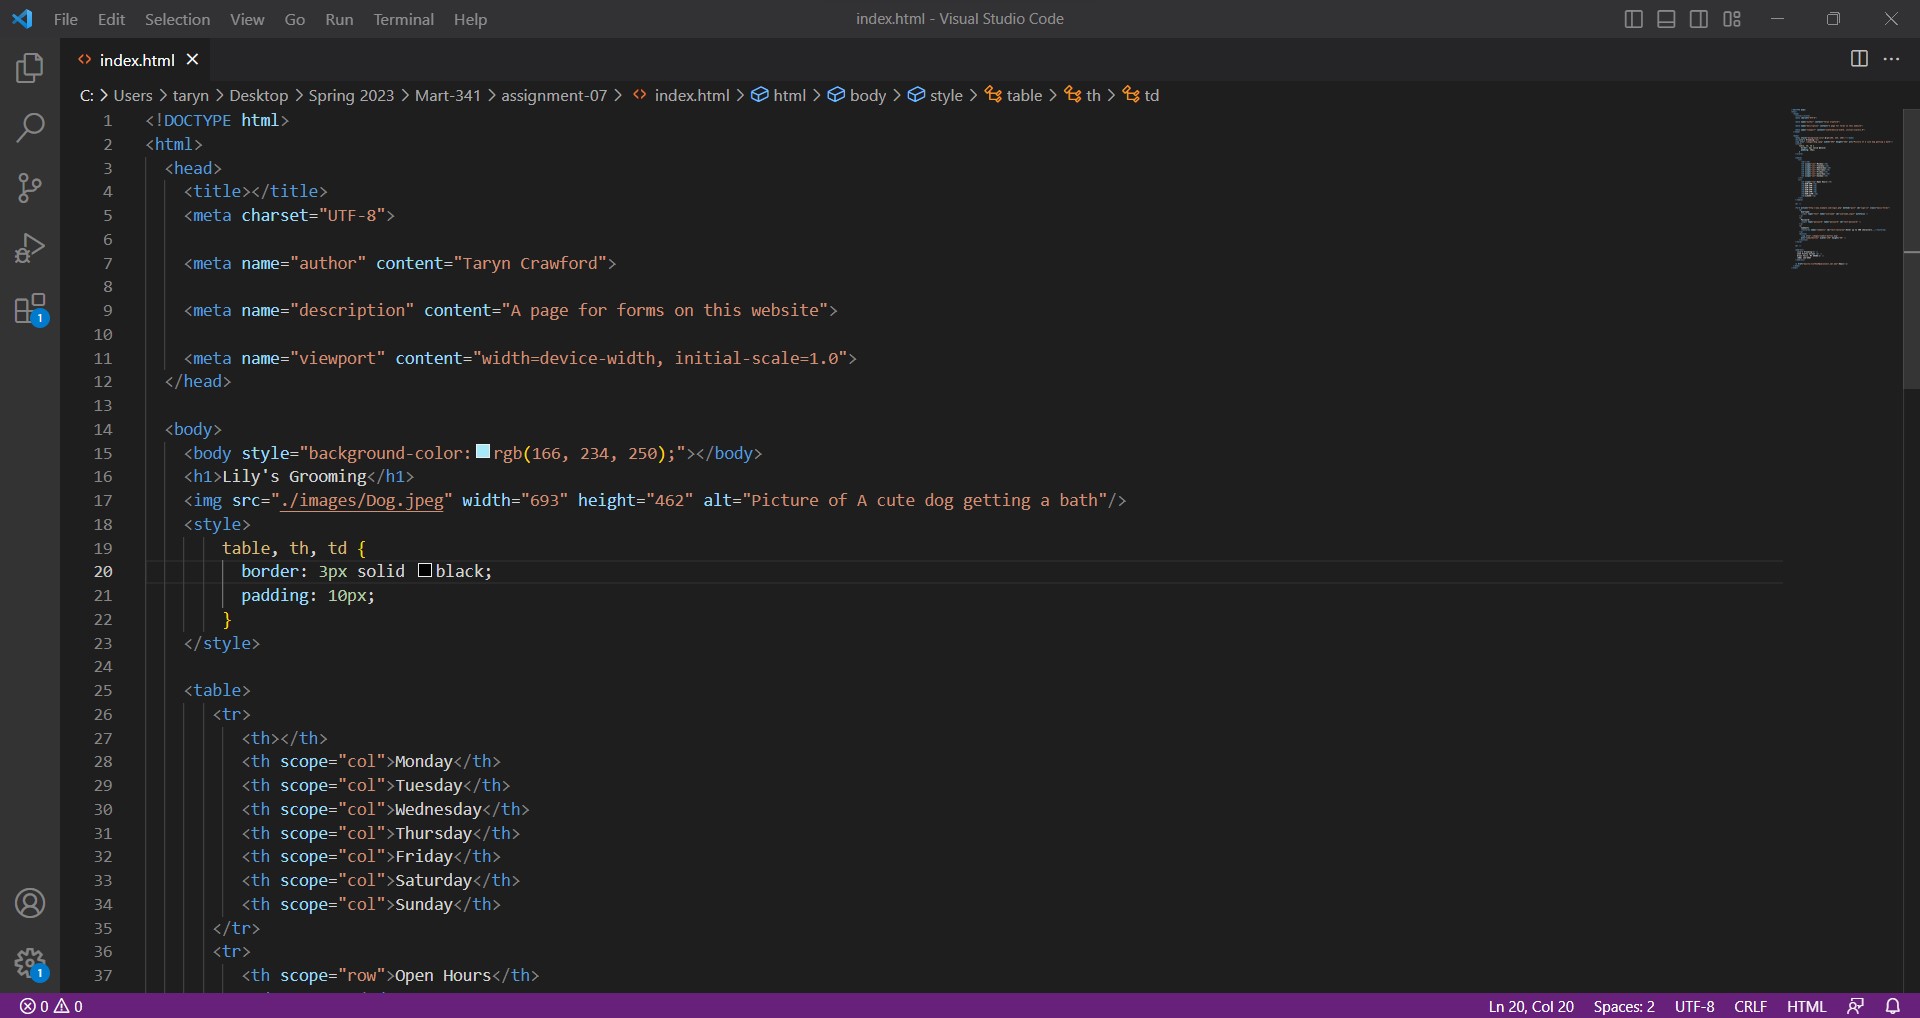 File Edit Selection View Go Run Terminal Help index.html - Visual Studio Code
index.html
C: > Users > taryn > Desktop > Spring 2023 > Mart-341 > assignment-07 > <> index.html > html > body > style > table > th > td
1 <!DOCTYPE html>
2 <html>
3 <head>
4 <title></title>
5 <meta charset="UTF-8">
6
7 <meta name="author" content="Taryn Crawford">
8
9 <meta name="description" content="A page for forms on this website">
10
11 <meta name="viewport" content="width=device-width, initial-scale=1.0">
12 </head>
13
14 <body>
15 <body style="background-color: rgb(166, 234, 250);"></body>
16 <h1>Lily's Grooming</h1>
17 <img src="./images/Dog.jpeg" width="693" height="462" alt="Picture of A cute dog getting a bath"/>
18 <style>
19 table, th, td {
20 border: 3px solid black;
21 padding: 10px;
22 }
23 </style>
24
25 <table>
26 <tr>
27 <th></th>
28 <th scope="col">Monday</th>
29 <th scope="col">Tuesday</th>
30 <th scope="col">Wednesday</th>
31 <th scope="col">Thursday</th>
32 <th scope="col">Friday</th>
33 <th scope="col">Saturday</th>
34 <th scope="col">Sunday</th>
35 </tr>
36 <tr>
37 <th scope="row">Open Hours</th>
1
1
0 0 Ln 20, Col 20 Spaces: 2 UTF-8 CRLF HTML